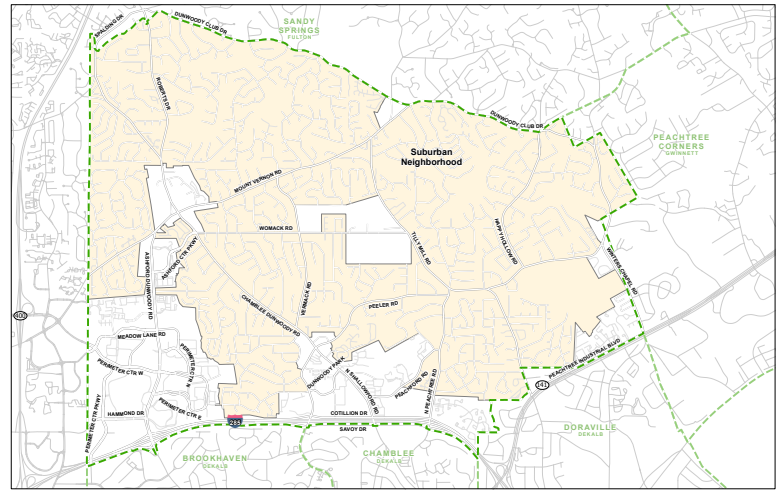 SPALDING DR
DUNWOODY CLUB DR
SANDY
SPRINGS
FULTON
ROBERTS DR
DUNWOODY CLUB DR
PEACHTREE
CORNERS
GWINNETT
Suburban
Neighborhood
MOUNT VERNON RD
WOMACK RD
TILLY MILL RD
HAPPY HOLLOW RD
WINTERS CHAPEL RD
ASHFORD CTR PKWY
ASHFORD DUNWOODY RD
CHAMBLEE DUNWOODY RD
VERMACK RD
PEELER RD
400
MEADOW LANE RD
PERIMETER CTR N
PERIMETER CTR W
DUNWOODY PARK
N SHALLOWFORD RD
PEACHFORD RD
N PEACHTREE RD
PEACHTREE INDUSTRIAL BLVD
141
PERIMETER CTR PKWY
HAMMOND DR
PERIMETER CTR E
285
COTILLION DR
SAVOY DR
DORAVILLE
DEKALB
BROOKHAVEN
DEKALB
CHAMBLEE
DEKALB